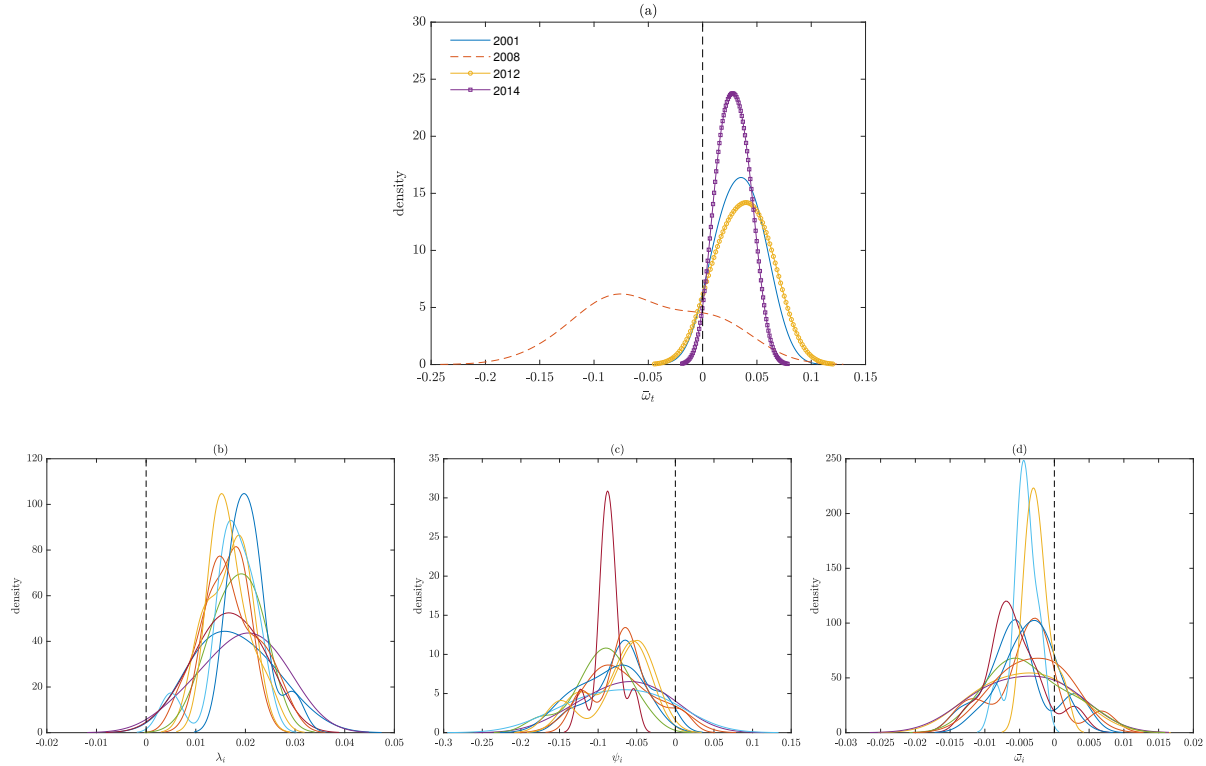 (a)
30
25
20
15
10
5
0
density
2001
2008
2012
2014
-0.25 -0.2 -0.15 -0.1 -0.05 0 0.05 0.1 0.15
ω̄t
(b)
120
100
80
60
40
20
0
density
-0.02 -0.01 0 0.01 0.02 0.03 0.04 0.05
λi
(c)
35
30
25
20
15
10
5
0
density
-0.3 -0.25 -0.2 -0.15 -0.1 -0.05 0 0.05 0.1 0.15
ψi
(d)
250
200
150
100
50
0
density
-0.03 -0.025 -0.02 -0.015 -0.01 -0.005 0 0.005 0.01 0.015 0.02
ω̄i